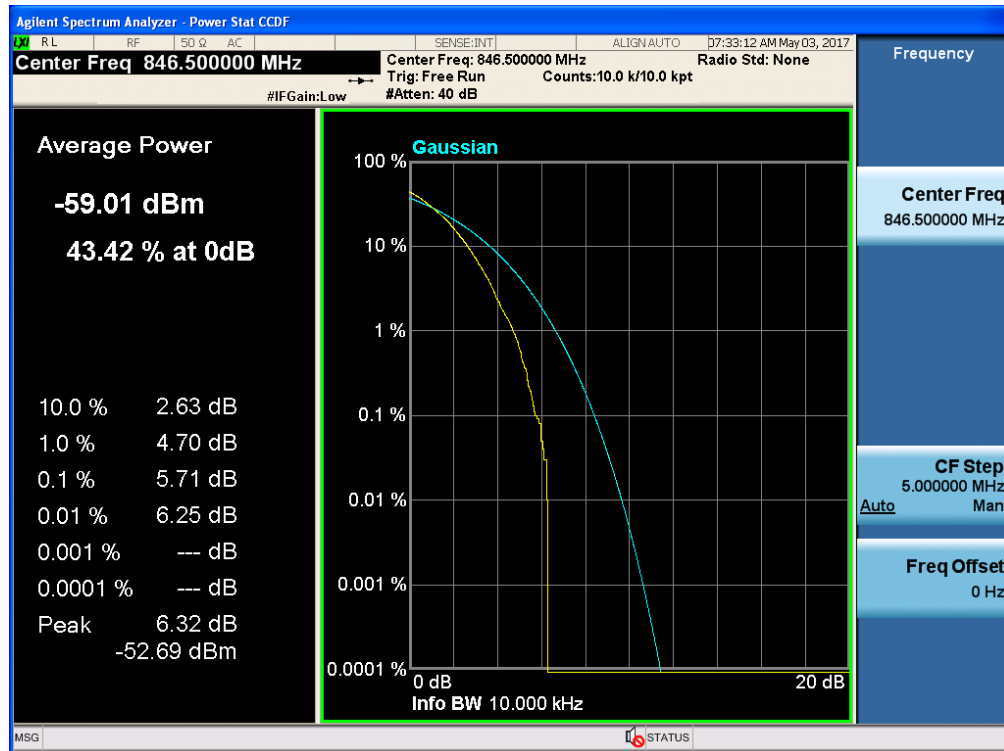 Agilent Spectrum Analyzer - Power Stat CCDF
LXI RL RF 50 Ω AC SENSE:INT ALIGN AUTO 07:33:12 AM May 03, 2017
Center Freq 846.500000 MHz
Center Freq: 846.500000 MHz Radio Std: None
Trig: Free Run Counts:10.0 k/10.0 kpt
#IFGain:Low #Atten: 40 dB
Average Power
-59.01 dBm
43.42 % at 0dB
10.0 % 2.63 dB
1.0 % 4.70 dB
0.1 % 5.71 dB
0.01 % 6.25 dB
0.001 % --- dB
0.0001 % --- dB
Peak 6.32 dB
-52.69 dBm
Gaussian
100 %
10 %
1 %
0.1 %
0.01 %
0.001 %
0.0001 %
0 dB 20 dB
Info BW 10.000 kHz
Frequency
Center Freq
846.500000 MHz
CF Step
5.000000 MHz
Auto Man
Freq Offset
0 Hz
MSG STATUS